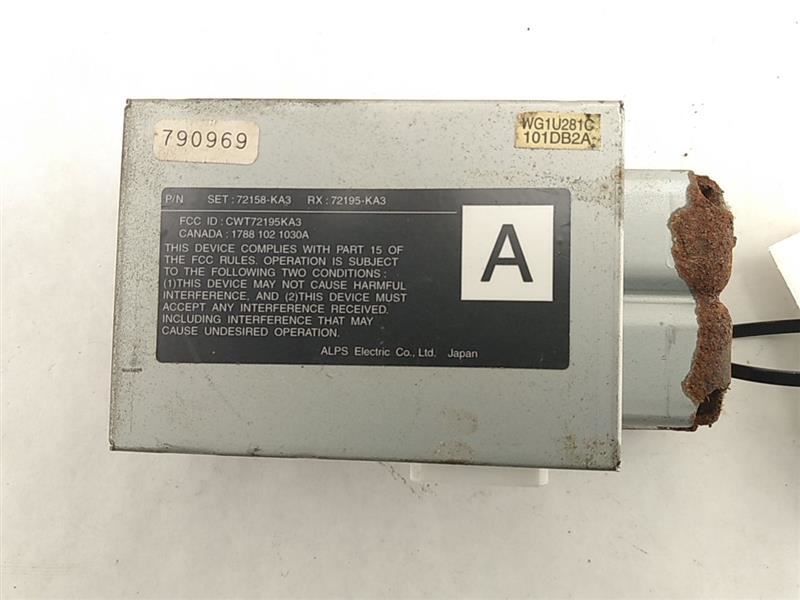 790969
WG1U281C
101DB2A
P/N SET : 72158-KA3 RX : 72195-KA3
FCC ID : CWT72195KA3
CANADA : 1788 102 1030A
THIS DEVICE COMPLIES WITH PART 15 OF
THE FCC RULES. OPERATION IS SUBJECT
TO THE FOLLOWING TWO CONDITIONS :
(1)THIS DEVICE MAY NOT CAUSE HARMFUL
INTERFERENCE, AND (2)THIS DEVICE MUST
ACCEPT ANY INTERFERENCE RECEIVED.
INCLUDING INTERFERENCE THAT MAY
CAUSE UNDESIRED OPERATION.
A
ALPS Electric Co., Ltd. Japan